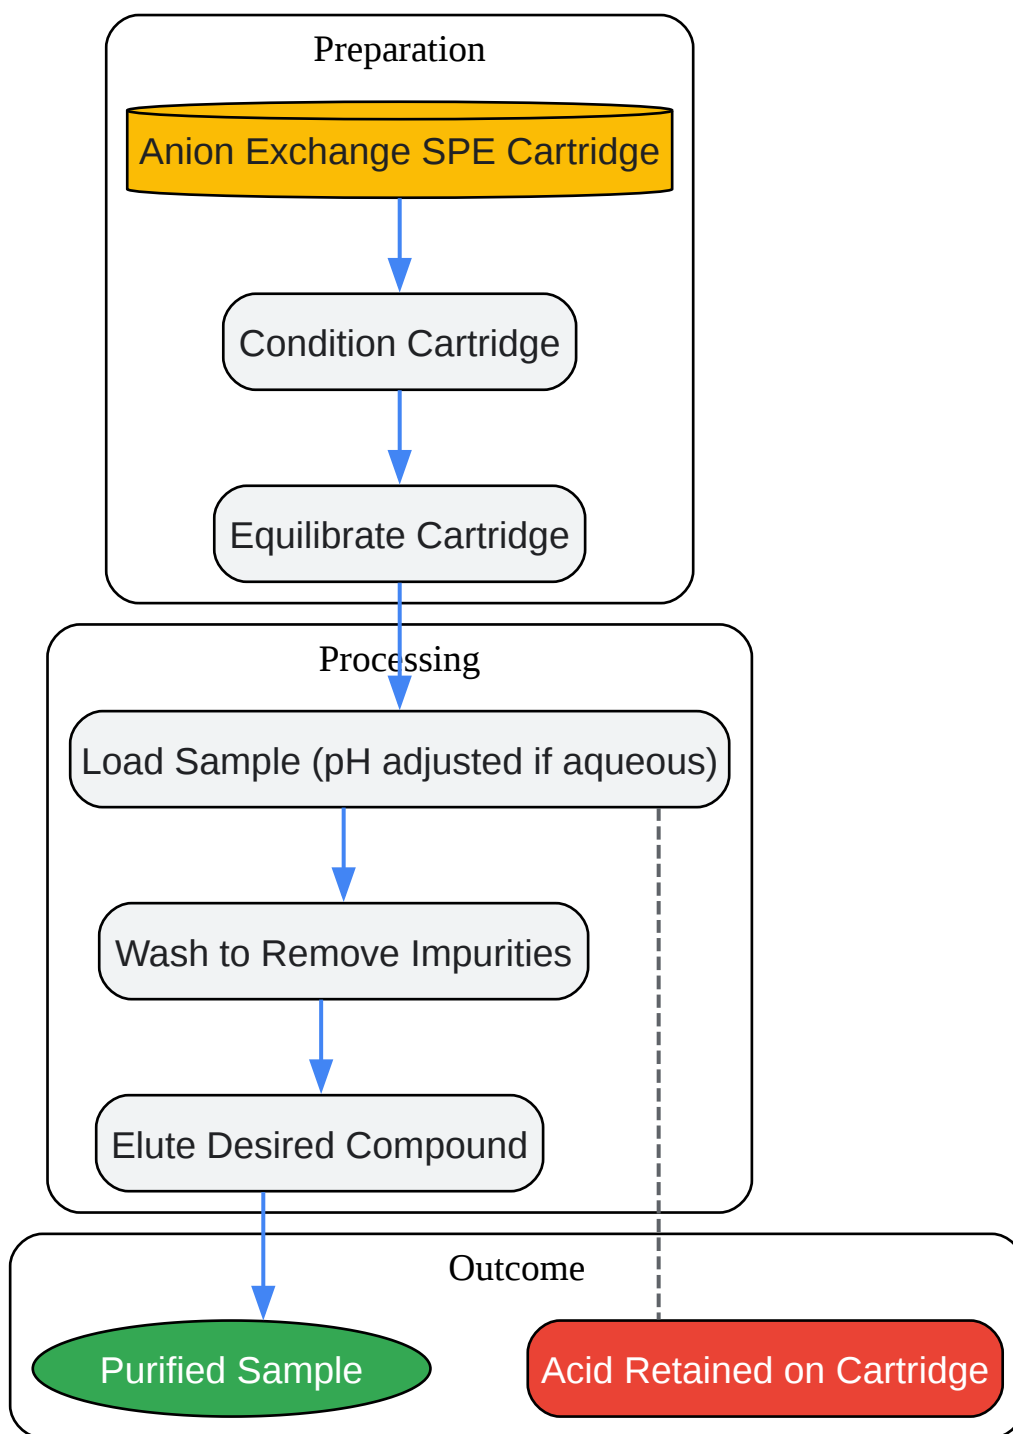 Preparation
Anion Exchange SPE Cartridge
Condition Cartridge
Equilibrate Cartridge
Processing
Load Sample (pH adjusted if aqueous)
Wash to Remove Impurities
Elute Desired Compound
Outcome
Purified Sample
Acid Retained on Cartridge